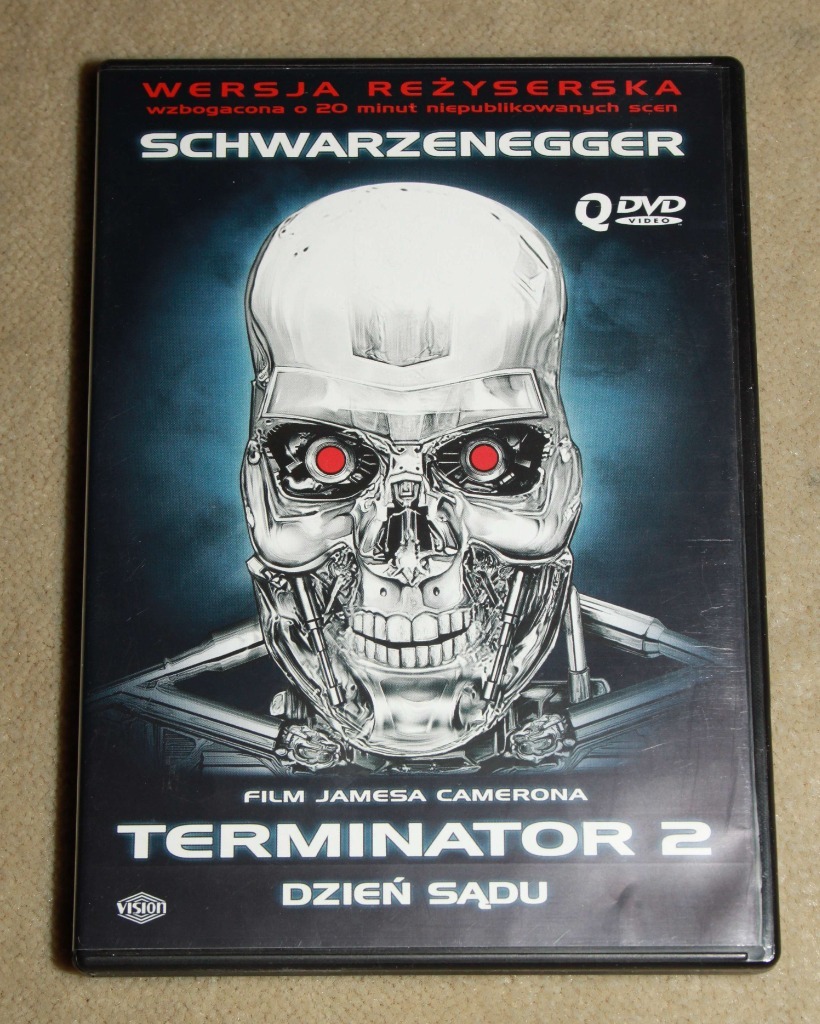 WERSJA REŻYSERSKA
wzbogacona o 20 minut niepublikowanych scen
SCHWARZENEGGER
Q DVD
VIDEO
FILM JAMESA CAMERONA
TERMINATOR 2
DZIEŃ SĄDU
VISION